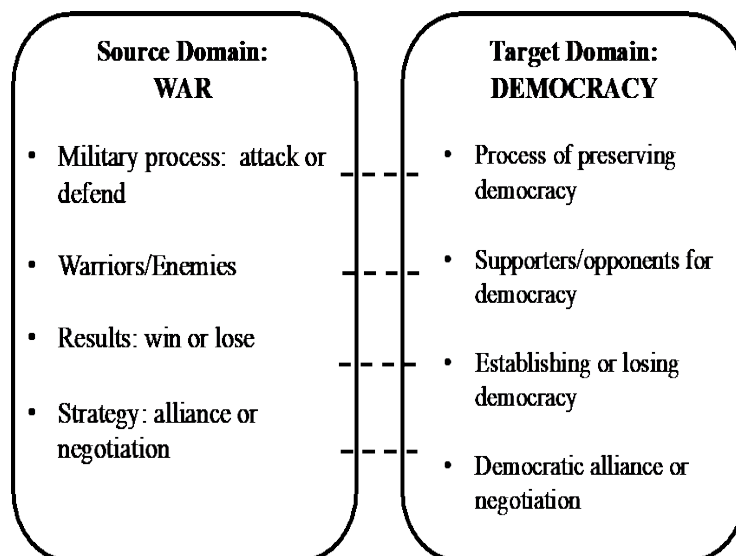 Source Domain:
WAR
• Military process: attack or
defend
• Warriors/Enemies
• Results: win or lose
• Strategy: alliance or
negotiation
Target Domain:
DEMOCRACY
• Process of preserving
democracy
• Supporters/opponents for
democracy
• Establishing or losing
democracy
• Democratic alliance or
negotiation